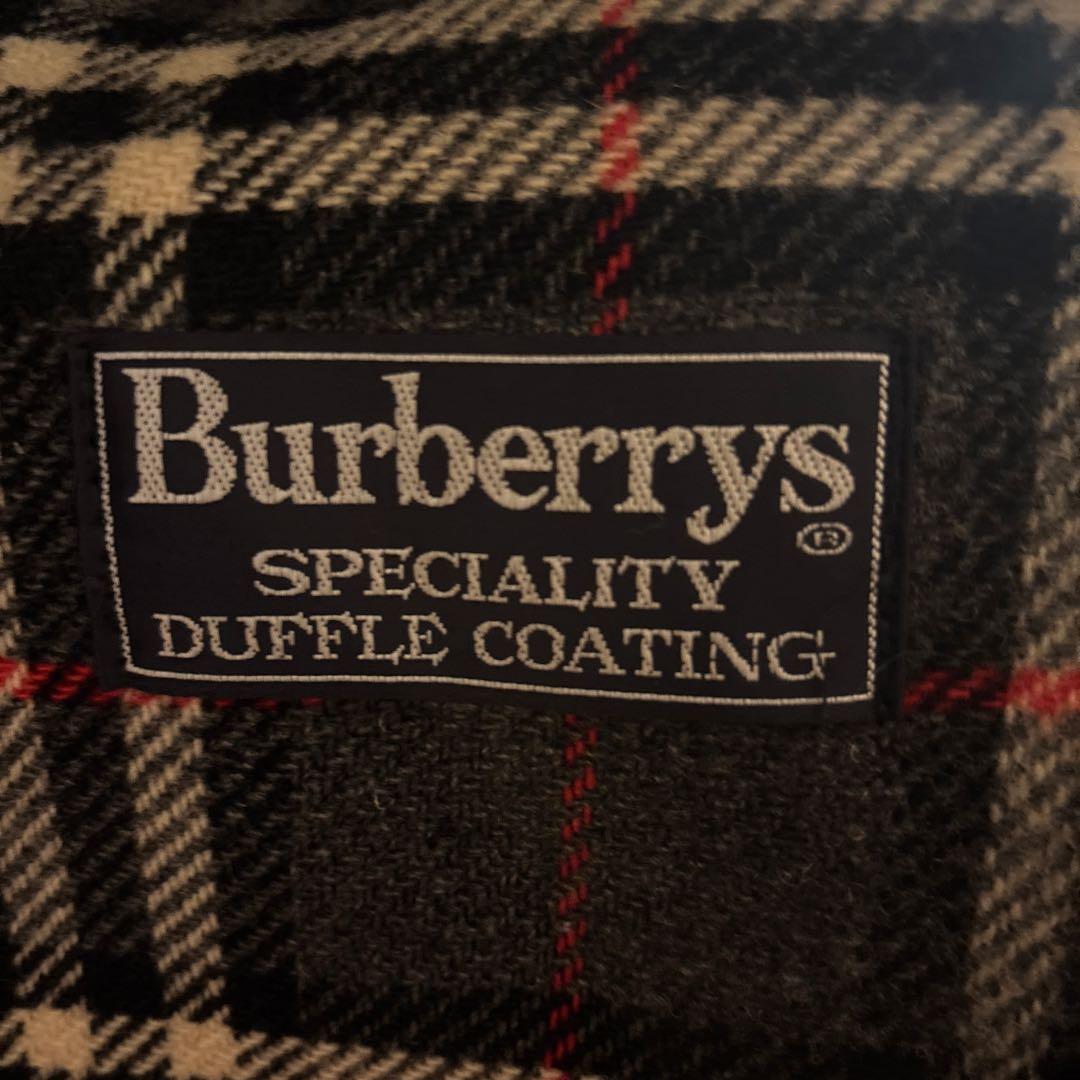 Burberrys®
SPECIALITY
DUFFLE COATING